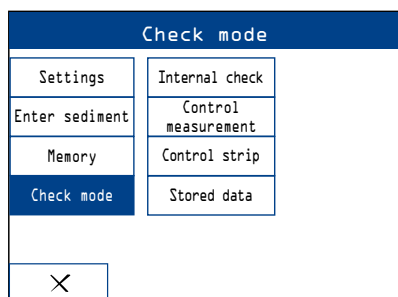 Check mode
Settings
Internal check
Enter sediment
Control
measurement
Memory
Control strip
Check mode
Stored data